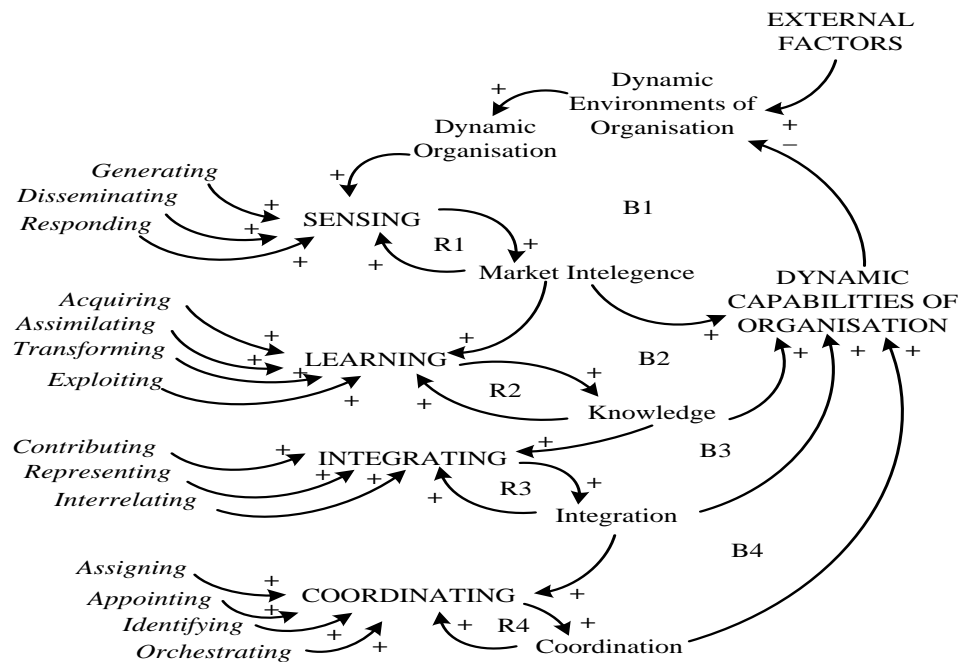 EXTERNAL
FACTORS
Dynamic
Environments of
Organisation
+
+
−
Dynamic
Organisation
+
Generating
Disseminating
Responding
+
+
+
SENSING
R1
+
+
B1
Market Intelegence
DYNAMIC
CAPABILITIES OF
ORGANISATION
+
+
+
+
Acquiring
Assimilating
Transforming
Exploiting
+
+
+
+
LEARNING
+
R2
+
+
B2
Knowledge
B3
Contributing
Representing
Interrelating
+
+
+
INTEGRATING
+
R3
+
+
Integration
B4
Assigning
Appointing
Identifying
Orchestrating
+
+
+
+
COORDINATING
+
R4
+
+
Coordination